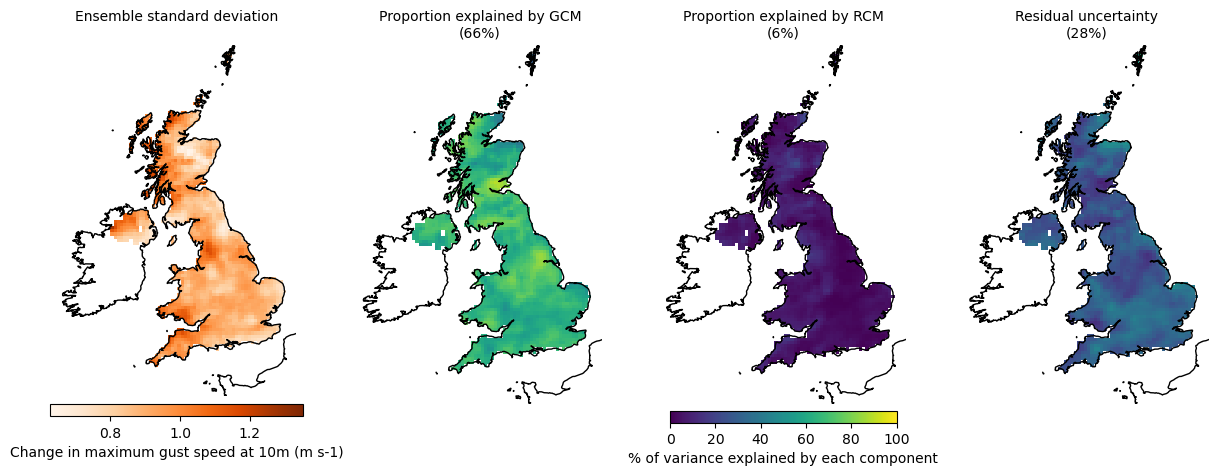 Ensemble standard deviation
Proportion explained by GCM
(66%)
Proportion explained by RCM
(6%)
Residual uncertainty
(28%)
0.8 1.0 1.2
Change in maximum gust speed at 10m (m s-1)
0 20 40 60 80 100
% of variance explained by each component